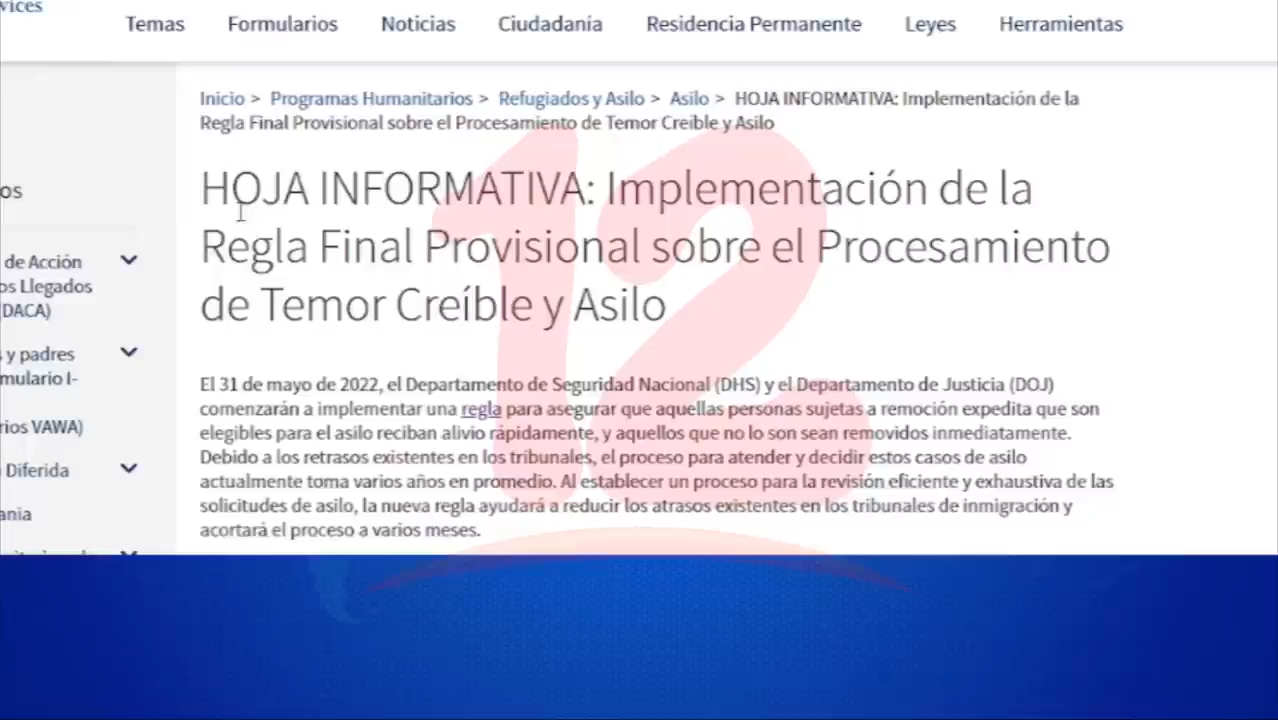 vices
Temas Formularios Noticias Ciudadanía Residencia Permanente Leyes Herramientas
Inicio > Programas Humanitarios > Refugiados y Asilo > Asilo > HOJA INFORMATIVA: Implementación de la
Regla Final Provisional sobre el Procesamiento de Temor Creíble y Asilo
HOJA INFORMATIVA: Implementación de la
Regla Final Provisional sobre el Procesamiento
de Temor Creíble y Asilo
os
de Acción
os Llegados
(DACA)
s y padres
mulario I-
rios VAWA)
Diferida
ania
El 31 de mayo de 2022, el Departamento de Seguridad Nacional (DHS) y el Departamento de Justicia (DOJ)
comenzarán a implementar una regla para asegurar que aquellas personas sujetas a remoción expedita que son
elegibles para el asilo reciban alivio rápidamente, y aquellos que no lo son sean removidos inmediatamente.
Debido a los retrasos existentes en los tribunales, el proceso para atender y decidir estos casos de asilo
actualmente toma varios años en promedio. Al establecer un proceso para la revisión eficiente y exhaustiva de las
solicitudes de asilo, la nueva regla ayudará a reducir los atrasos existentes en los tribunales de inmigración y
acortará el proceso a varios meses.
12